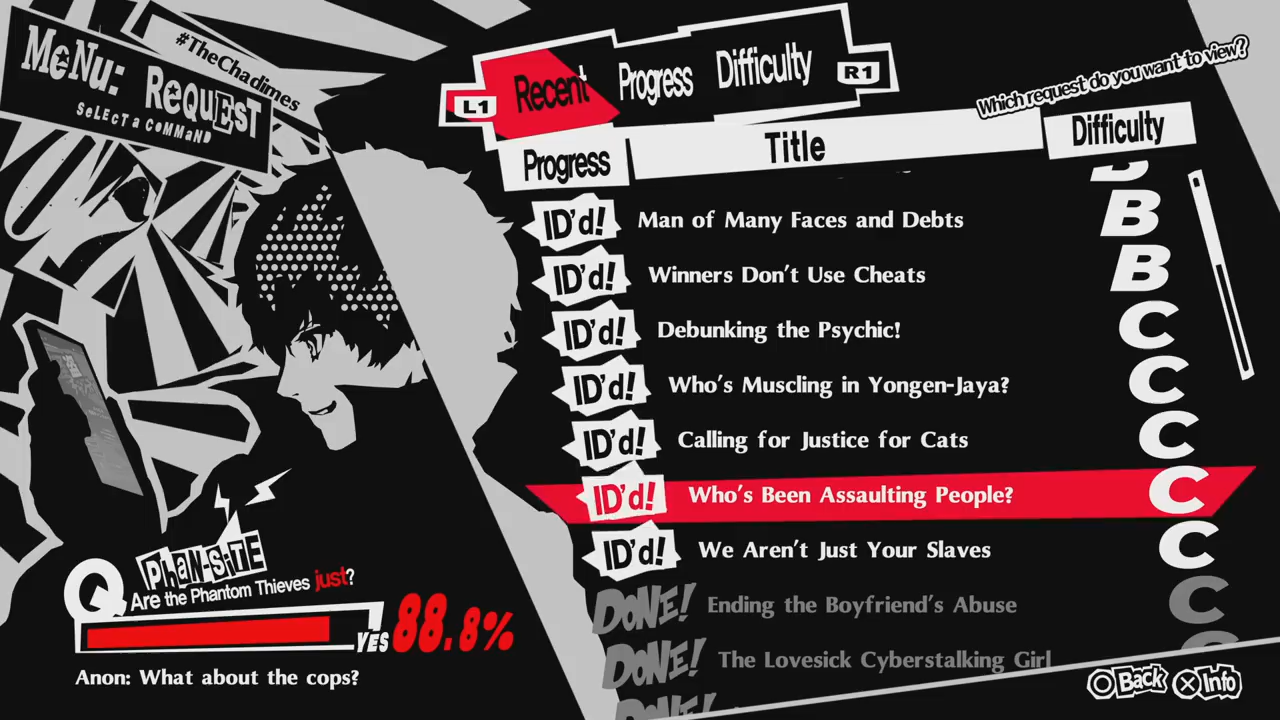 MeNu: RequEsT
SeLEcT a CoMMaND
#TheChadimes
L1
Recent
Progress
Difficulty
R1
Which request do you want to view?
Progress
Title
Difficulty
B
ID'd! Man of Many Faces and Debts B
ID'd! Winners Don't Use Cheats B
ID'd! Debunking the Psychic! C
ID'd! Who's Muscling in Yongen-Jaya? C
ID'd! Calling for Justice for Cats C
ID'd! Who's Been Assaulting People? C
ID'd! We Aren't Just Your Slaves C
DONE! Ending the Boyfriend's Abuse C
DONE! The Lovesick Cyberstalking Girl
DONE!
PhaN-SiTE
Q Are the Phantom Thieves just?
YES 88.8%
Anon: What about the cops?
Back
Info